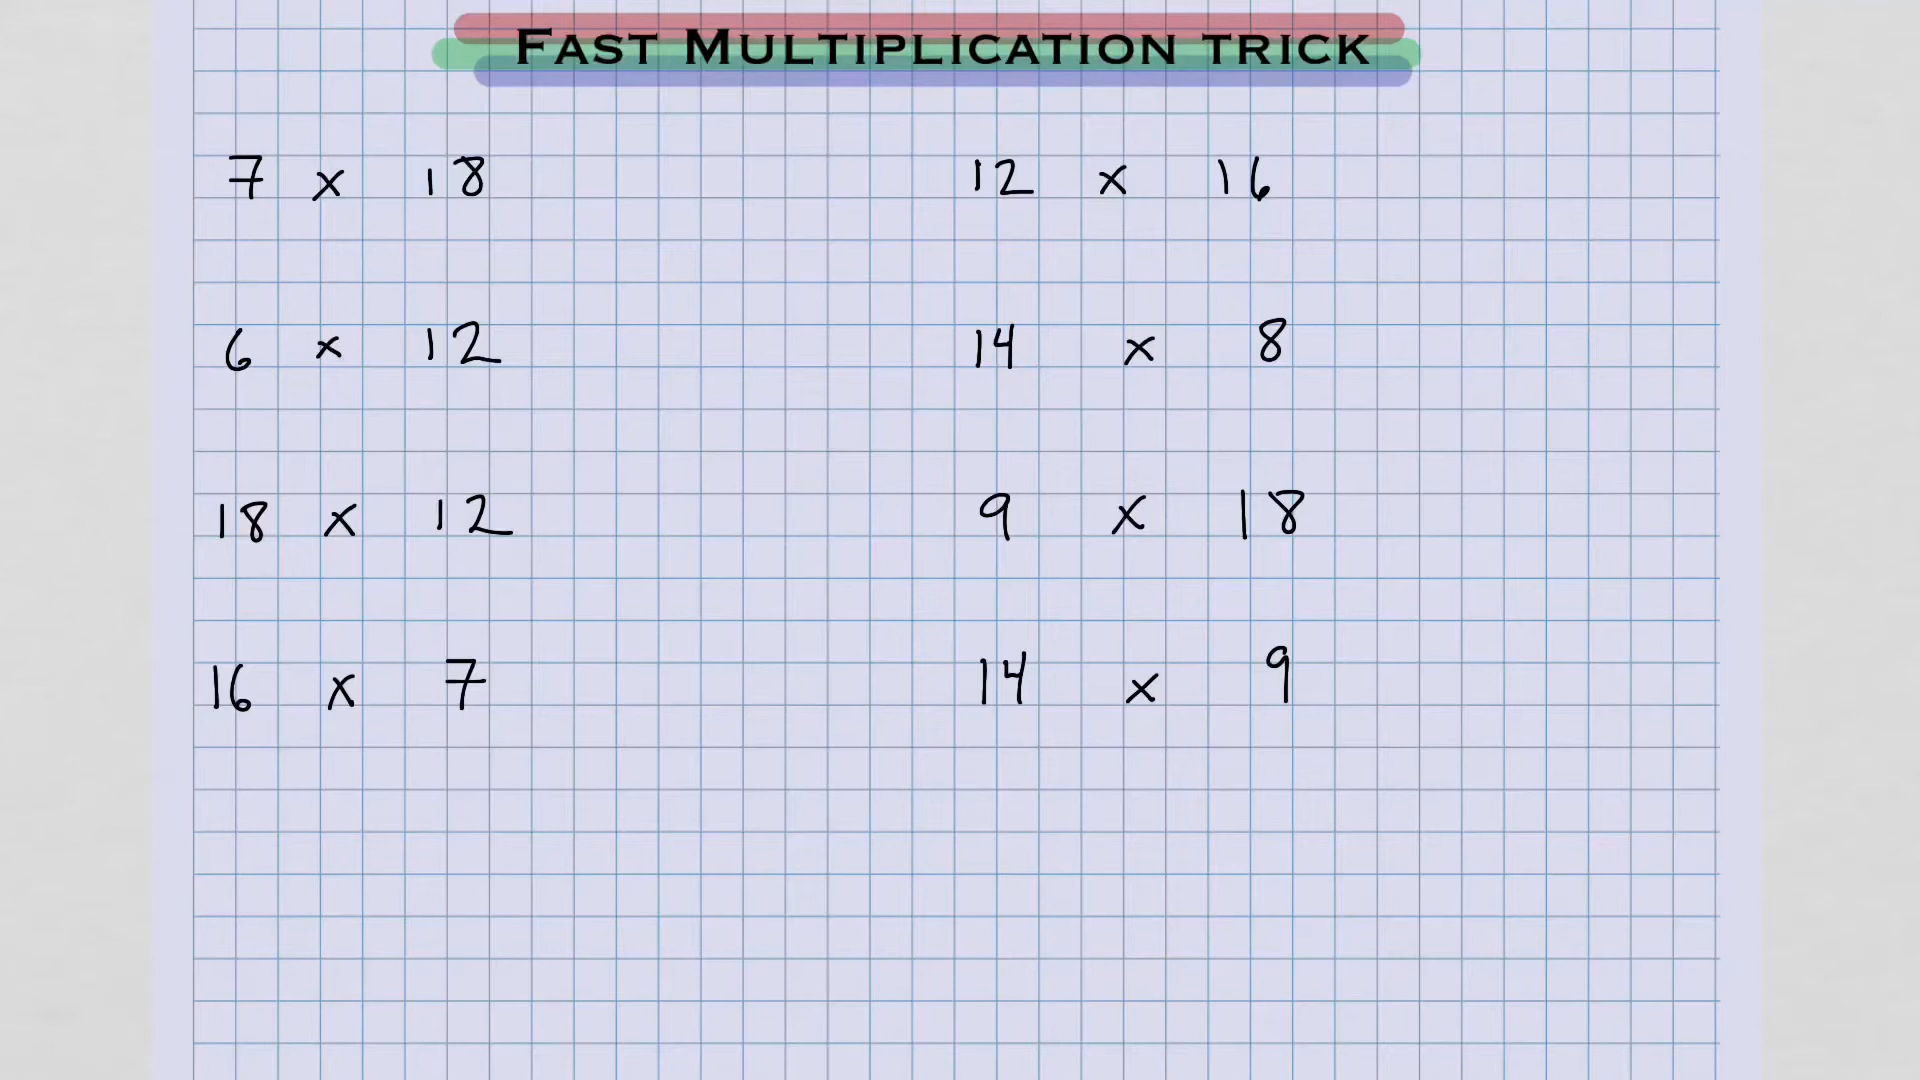 FAST MULTIPLICATION TRICK
7 x 18
12 x 16
6 x 12
14 x 8
18 x 12
9 x 18
16 x 7
14 x 9